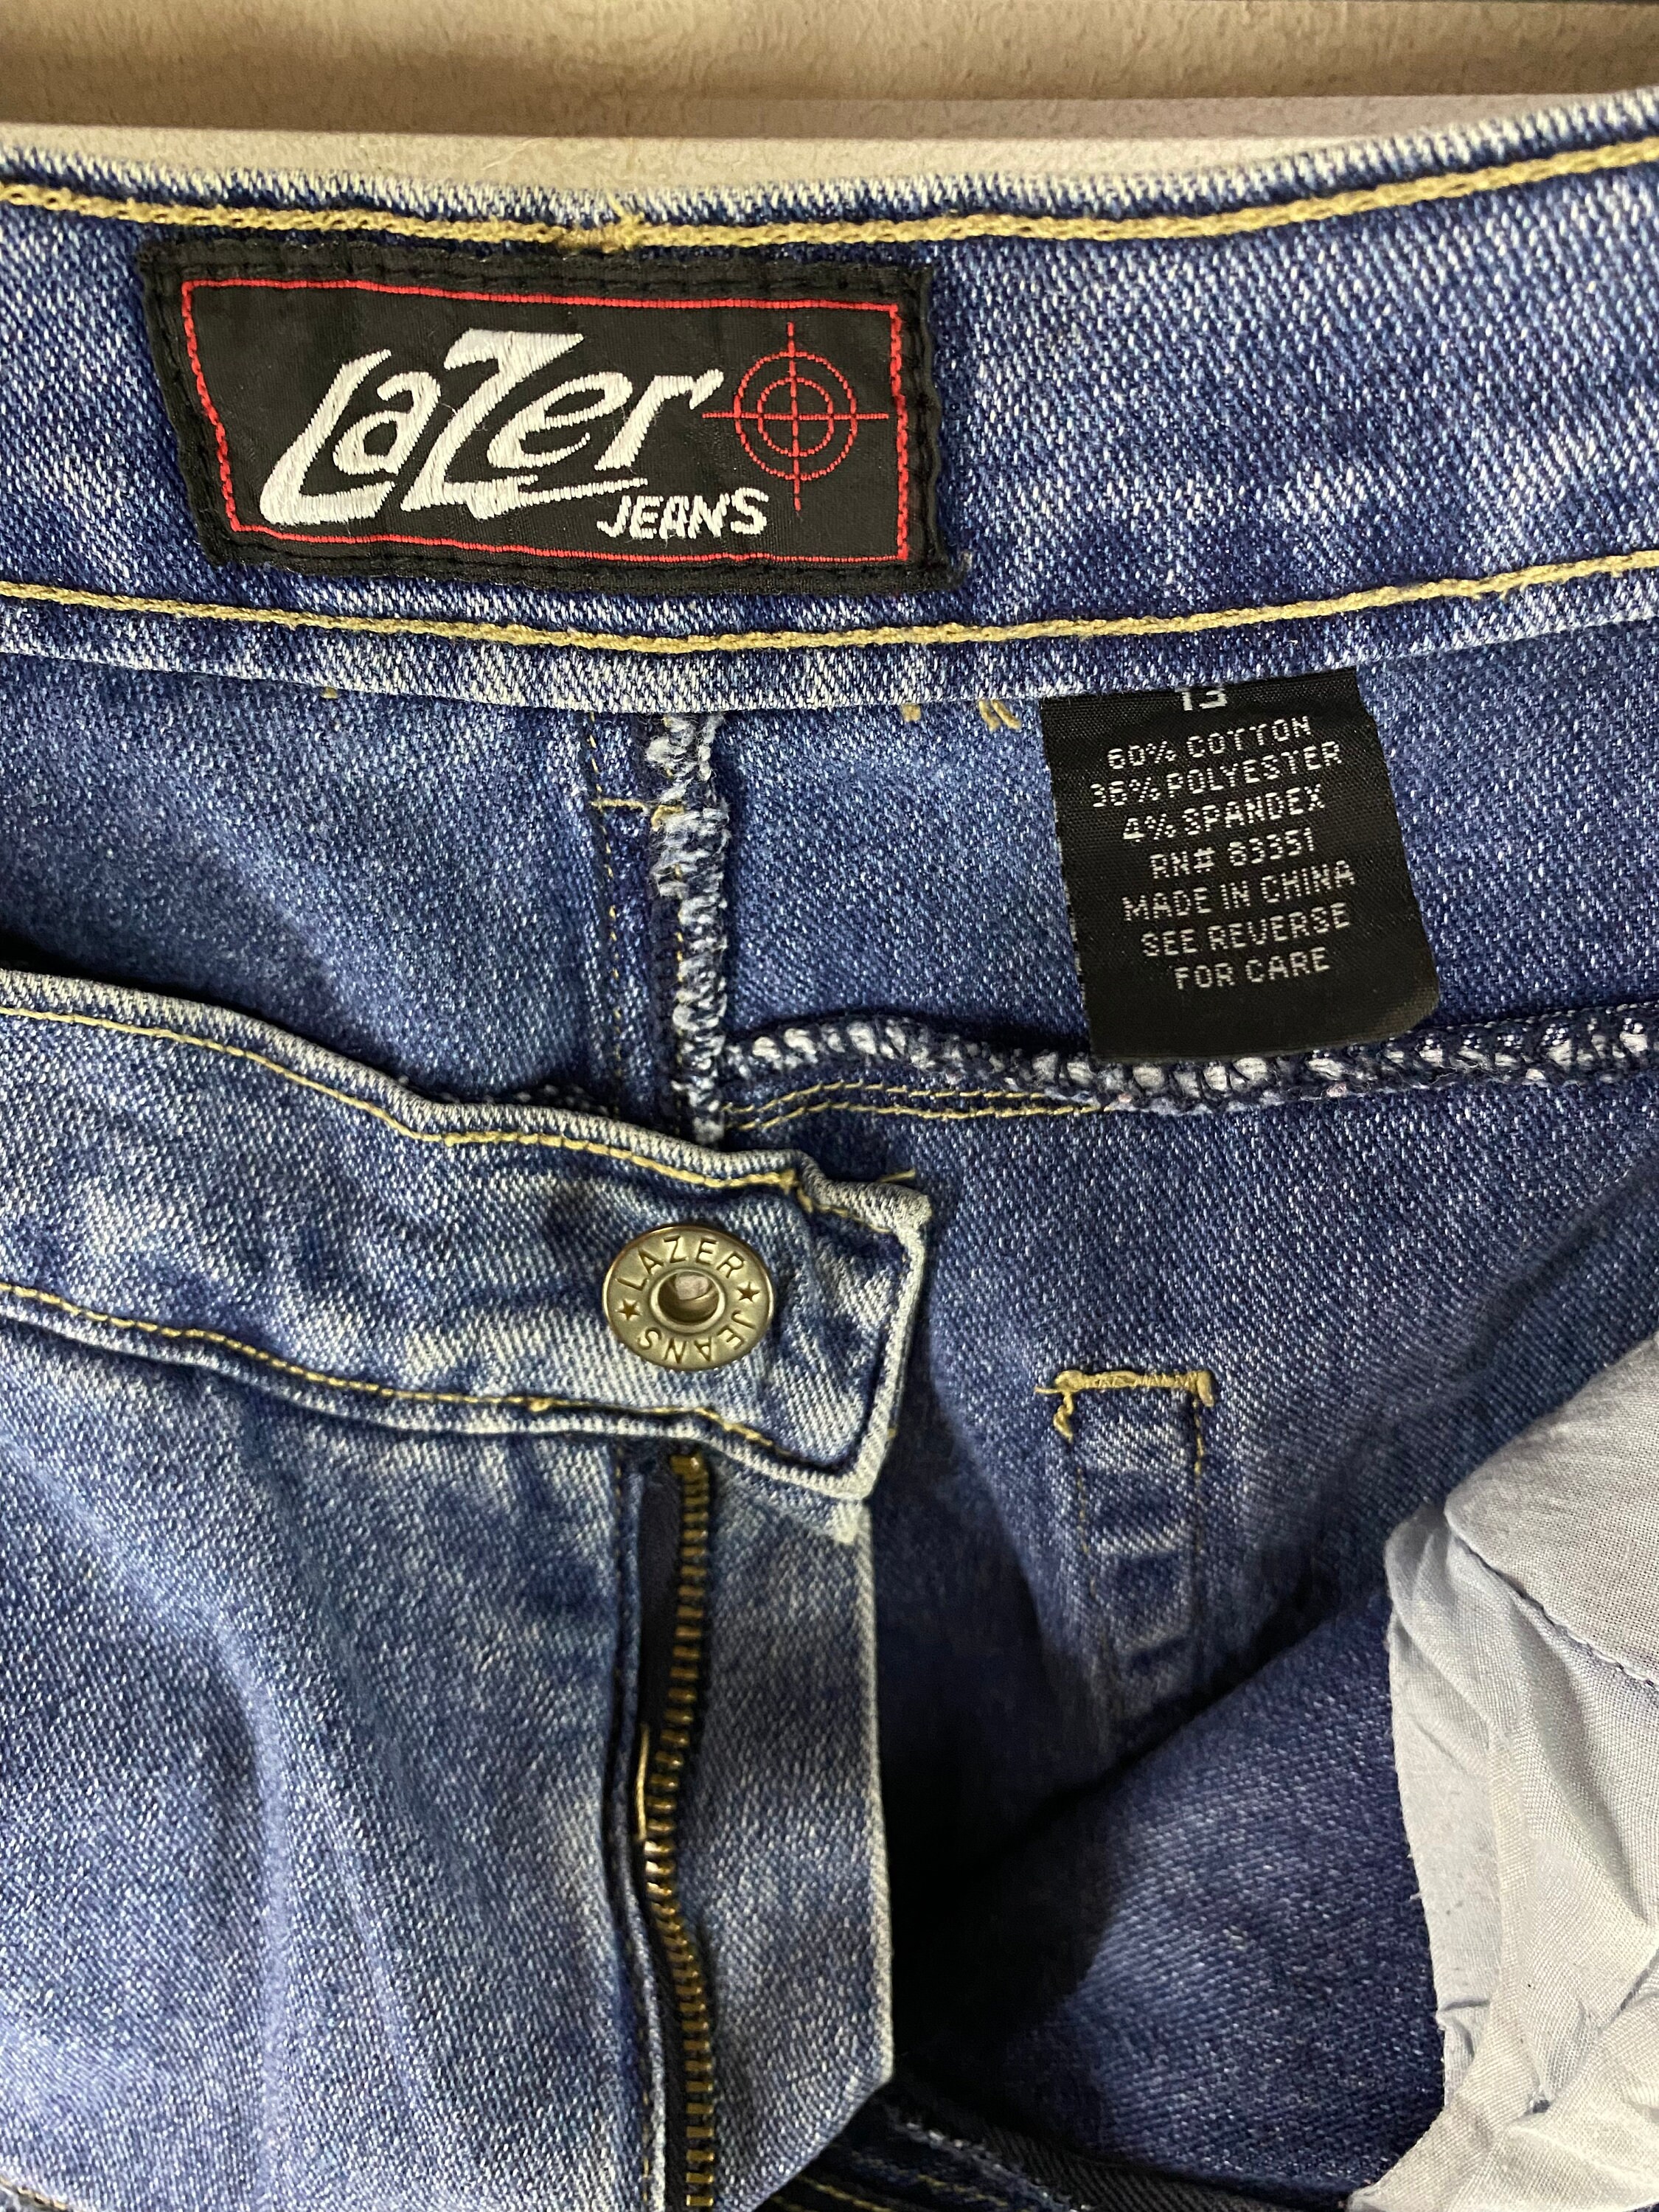 Lazer
JEANS
13
60% COTTON
36% POLYESTER
4% SPANDEX
RN# 83351
MADE IN CHINA
SEE REVERSE
FOR CARE
LAZER ★ JEANS ★